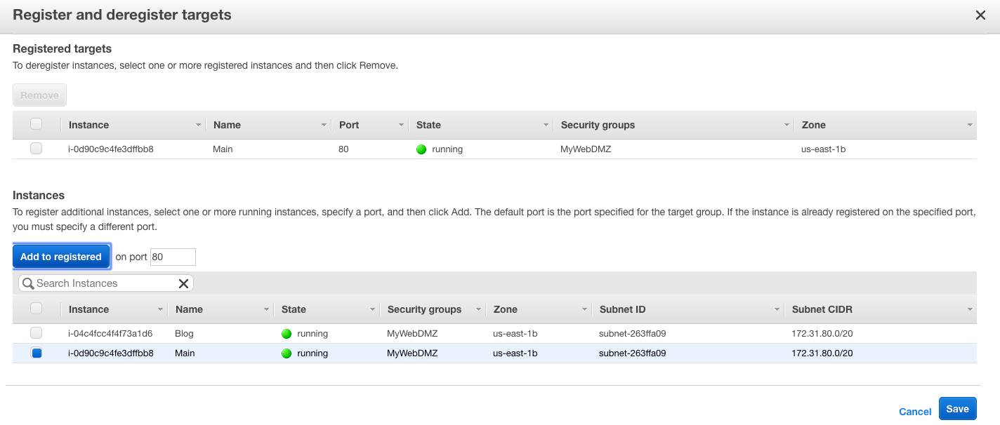 Register and deregister targets
Registered targets
To deregister instances, select one or more registered instances and then click Remove.
Remove
Instance Name Port State Security groups Zone
i-0d90c9c4fe3dffbb8 Main 80 running MyWebDMZ us-east-1b
Instances
To register additional instances, select one or more running instances, specify a port, and then click Add. The default port is the port specified for the target group. If the instance is already registered on the specified port,
you must specify a different port.
Add to registered on port 80
Search Instances
Instance Name State Security groups Zone Subnet ID Subnet CIDR
i-04c4fcc4f4f73a1d6 Blog running MyWebDMZ us-east-1b subnet-263ffa09 172.31.80.0/20
i-0d90c9c4fe3dffbb8 Main running MyWebDMZ us-east-1b subnet-263ffa09 172.31.80.0/20
Cancel Save